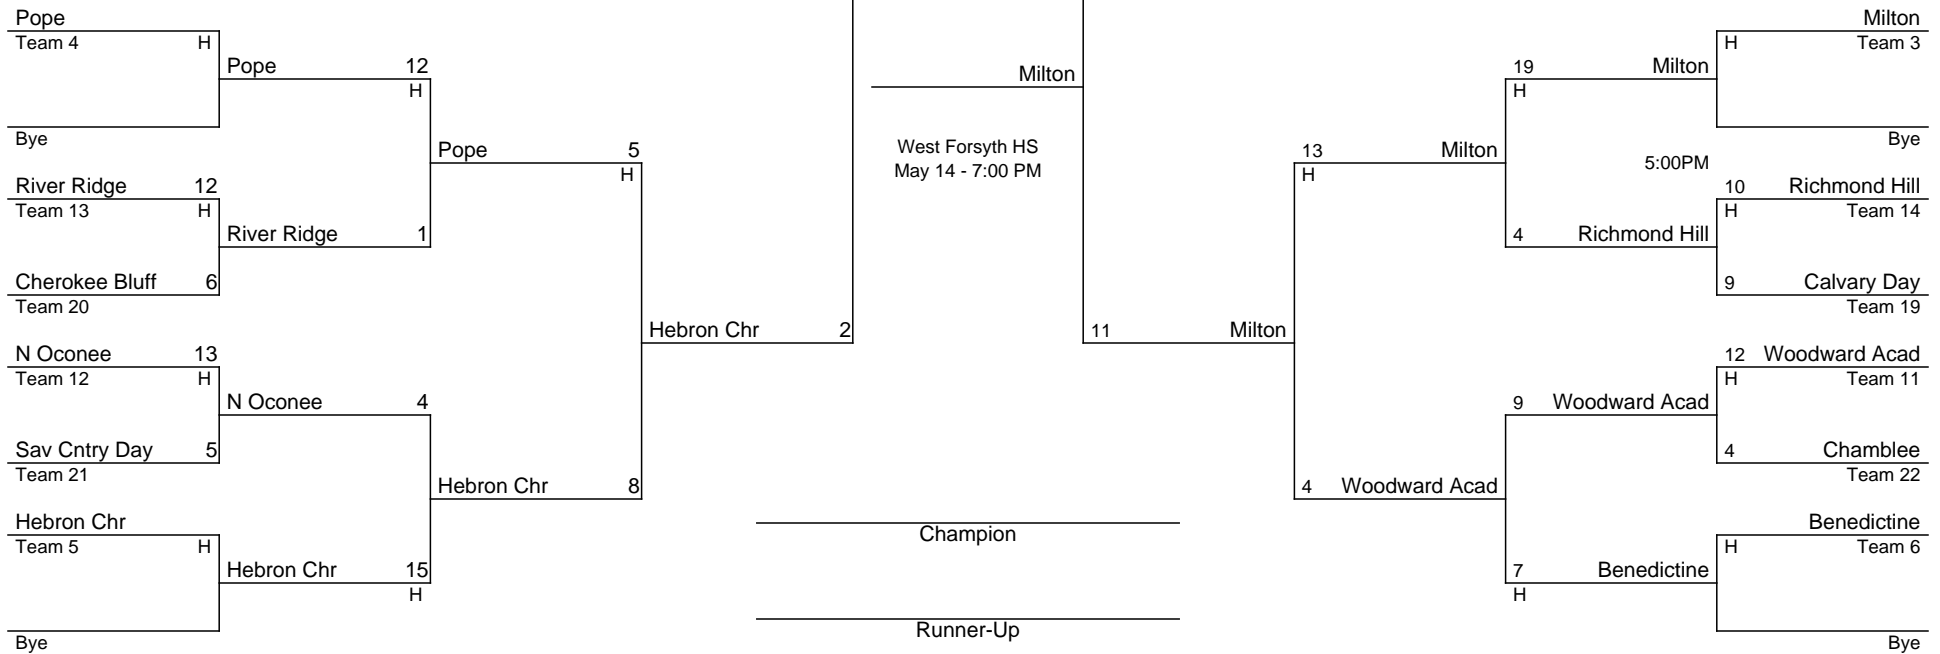 Pope
Team 4 H
Bye
River Ridge 12
Team 13 H
Cherokee Bluff 6
Team 20
N Oconee 13
Team 12 H
Sav Cntry Day 5
Team 21
Hebron Chr
Team 5 H
Bye
Pope 12
H
River Ridge 1
N Oconee 4
Hebron Chr 15
H
Pope 5
H
Hebron Chr 8
Hebron Chr 2
Milton
West Forsyth HS
May 14 - 7:00 PM
Champion
Runner-Up
11 Milton
13 Milton
H
4 Woodward Acad
19 Milton
H
5:00PM
4 Richmond Hill
9 Woodward Acad
7 Benedictine
H
Milton
H Team 3
Bye
10 Richmond Hill
H Team 14
9 Calvary Day
Team 19
12 Woodward Acad
H Team 11
4 Chamblee
Team 22
Benedictine
H Team 6
Bye